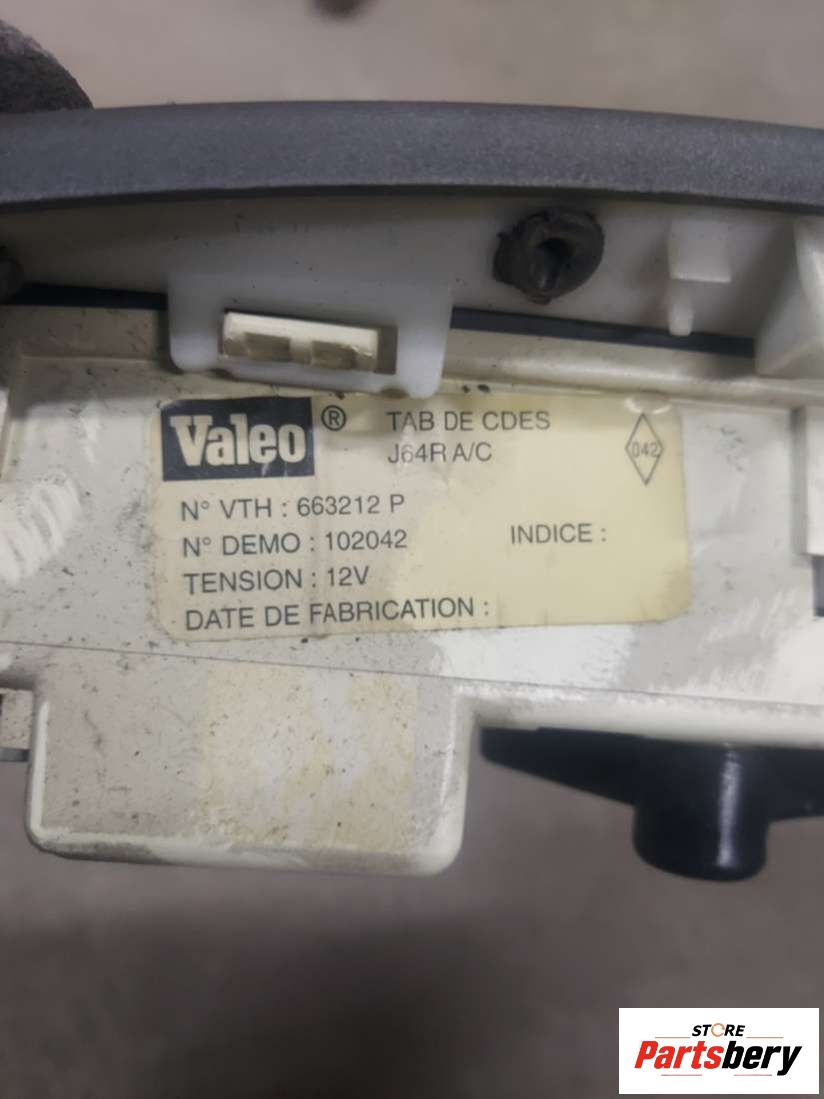 Valeo ® TAB DE CDES
J64R A/C
042
N° VTH : 663212 P
N° DEMO : 102042 INDICE :
TENSION : 12V
DATE DE FABRICATION :
STORE
Partsbery